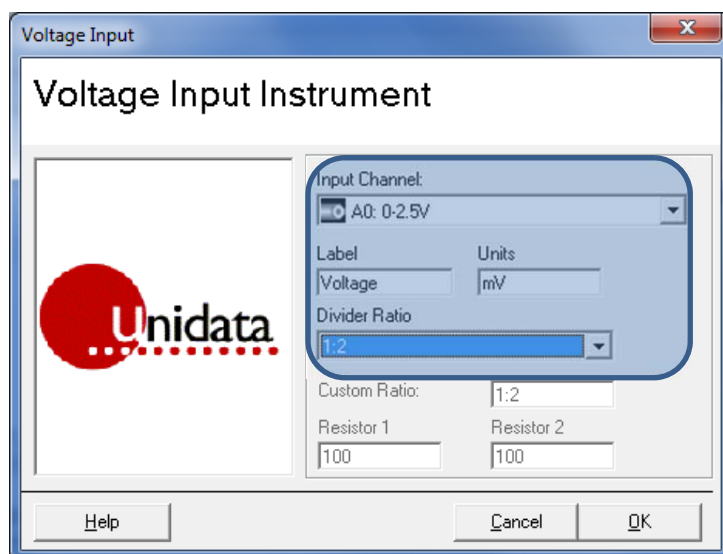 Voltage Input
x
Voltage Input Instrument
Unidata
Input Channel:
A0: 0-2.5V
Label Units
Voltage mV
Divider Ratio
1:2
Custom Ratio: 1:2
Resistor 1 Resistor 2
100 100
Help Cancel OK